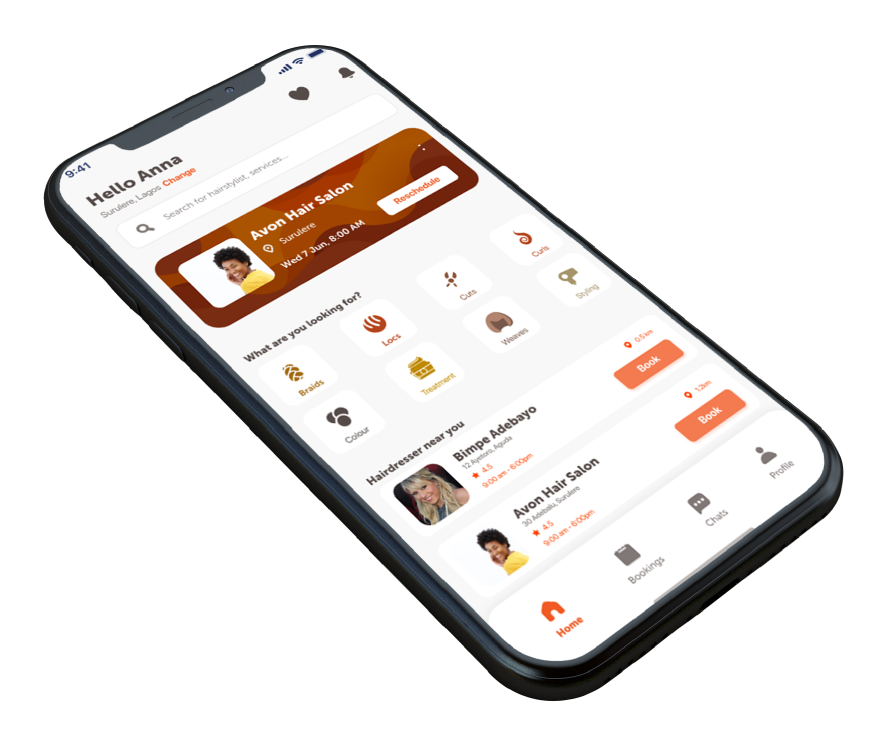 9:41
Hello Anna
Surulere, Lagos Change
Search for hairstylist, services...
Avon Hair Salon
Surulere
Wed 7 Jun, 8:00 AM
Reschedule
What are you looking for?
Braids
Locs
Cuts
Curls
Colour
Treatment
Weaves
Styling
Hairdresser near you
Bimpe Adebayo
12 Ayetoro, Aguda
4.5
9:00 am - 6:00pm
0.5 km
Book
Avon Hair Salon
30 Adebalu, Surulere
4.5
9:00 am - 6:00pm
1.2km
Book
Home
Bookings
Chats
Profile